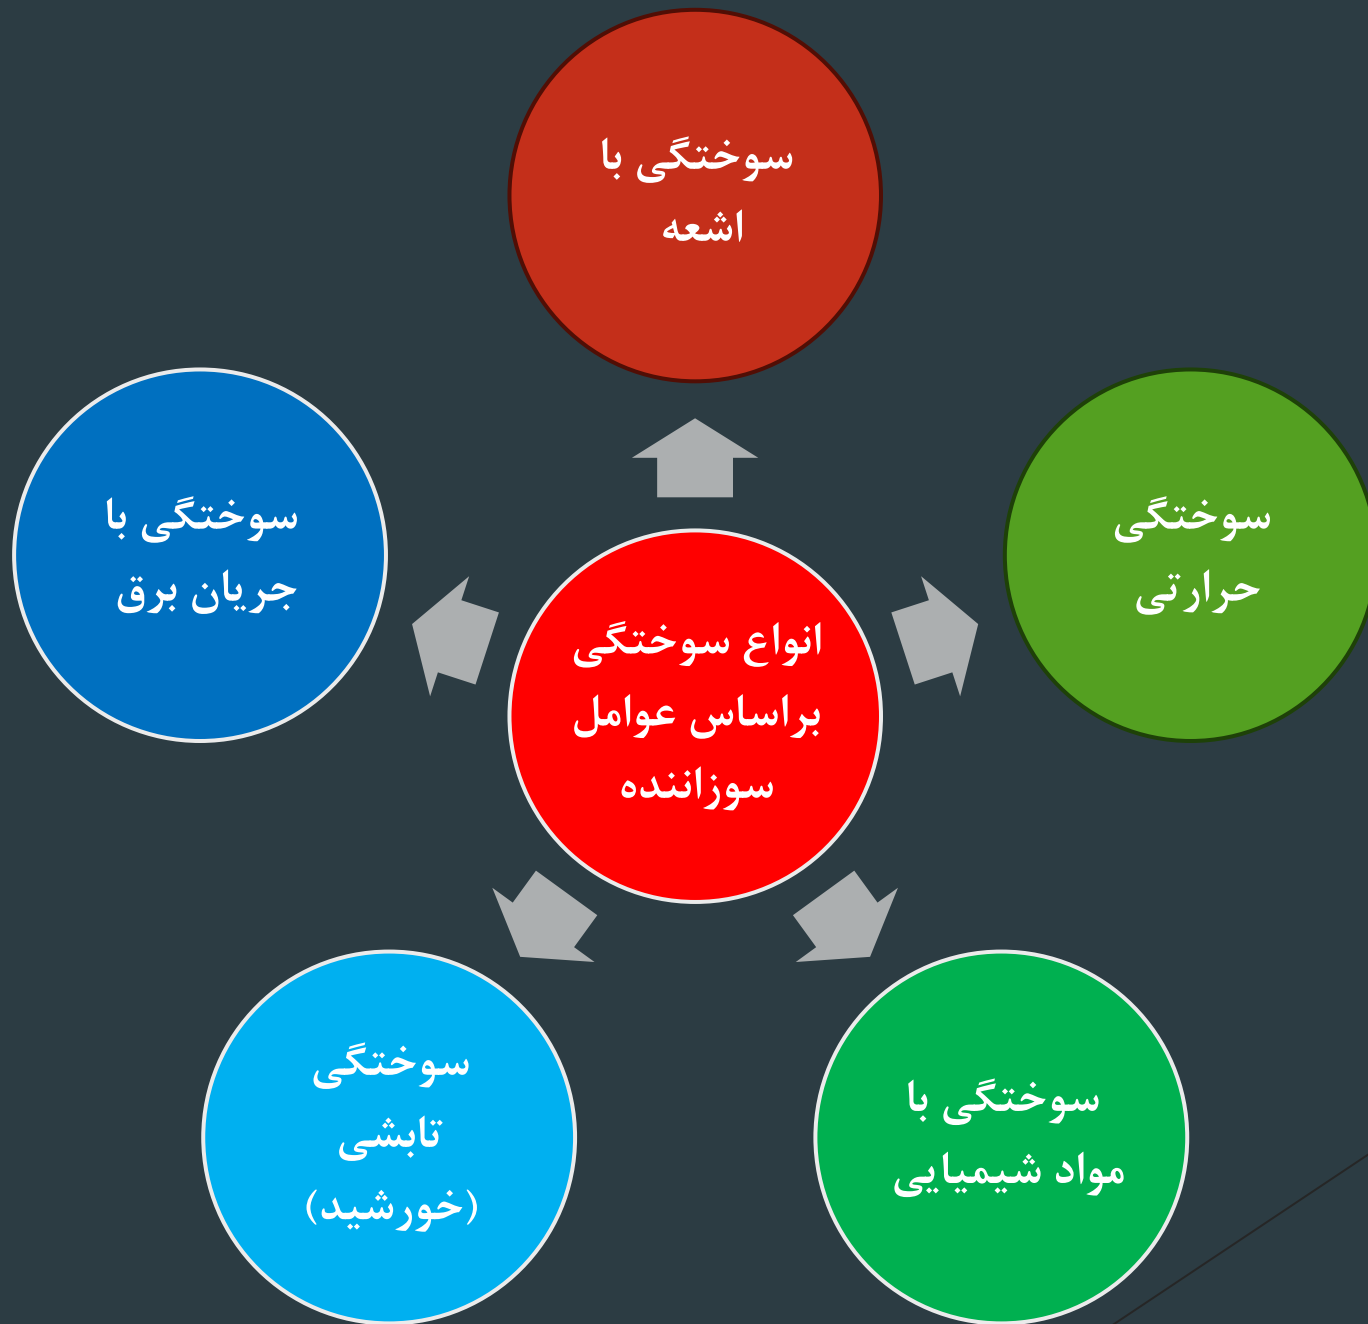 سوختگی با
اشعه
سوختگی با
جریان برق
سوختگی
حرارتی
انواع سوختگی
براساس عوامل
سوزاننده
سوختگی
تابشی
(خورشید)
سوختگی با
مواد شیمیایی